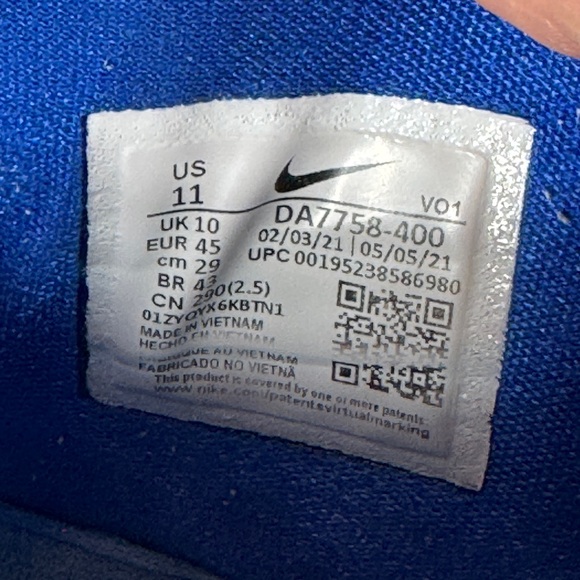 US
11
VO1
UK 10
DA7758-400
EUR 45
02/03/21 | 05/05/21
cm 29
UPC 00195238586980
BR 43
CN 290(2.5)
01ZYQYX6KBTN1
MADE IN VIETNAM
HECHO EN VIETNAM
AU VIETNAM
FABRICADO NO VIETNÃ
This product is covered by one or more patents
www.nike.com/patentsvirtualmarking